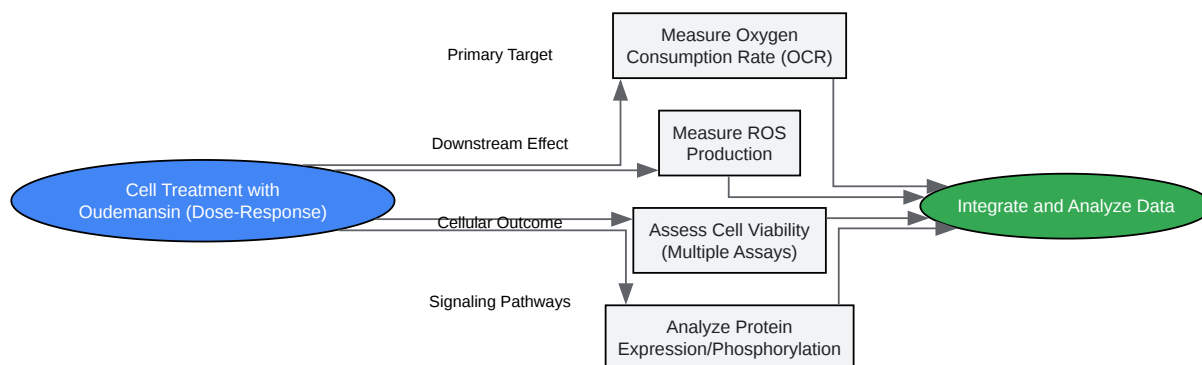 Measure Oxygen
Consumption Rate (OCR)
Primary Target
Measure ROS
Production
Downstream Effect
Cell Treatment with
Oudemansin (Dose-Response)
Integrate and Analyze Data
Cellular Outcome
Assess Cell Viability
(Multiple Assays)
Signaling Pathways
Analyze Protein
Expression/Phosphorylation